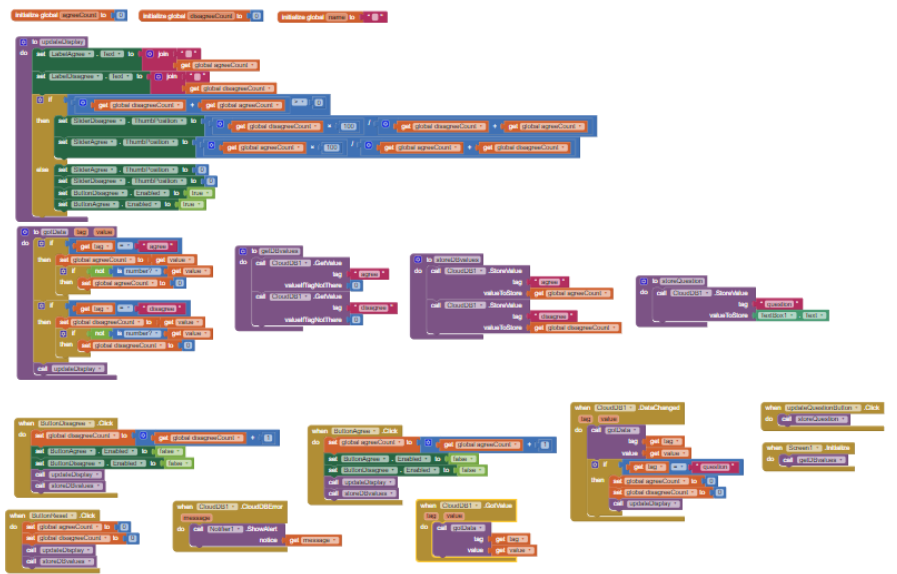 initialize global agreeCount to 0
initialize global disagreeCount to 0
initialize global name to " "
to updateDisplay
do set LabelAgree . Text to join " "
get global agreeCount
set LabelDisagree . Text to join " "
get global disagreeCount
if get global disagreeCount + get global agreeCount 0
then set SliderDisagree . ThumbPosition to get global disagreeCount × 100 / get global disagreeCount + get global agreeCount
set SliderAgree . ThumbPosition to get global agreeCount × 100 / get global agreeCount + get global disagreeCount
else set SliderAgree . ThumbPosition to 0
set SliderDisagree . ThumbPosition to 0
set ButtonDisagree . Enabled to true
set ButtonAgree . Enabled to true
to gotData tag value
do if get tag = " agree "
then set global agreeCount to get value
if not is number? get value
then set global agreeCount to 0
if get tag = " disagree "
then set global disagreeCount to get value
if not is number? get value
then set global disagreeCount to 0
call updateDisplay
to getDBvalues
do call CloudDB1 .GetValue
tag " agree "
valueIfTagNotThere 0
call CloudDB1 .GetValue
tag " disagree "
valueIfTagNotThere 0
to storeDBvalues
do call CloudDB1 .StoreValue
tag " agree "
valueToStore get global agreeCount
call CloudDB1 .StoreValue
tag " disagree "
valueToStore get global disagreeCount
to storeQuestion
do call CloudDB1 .StoreValue
tag " question "
valueToStore TextBox1 . Text
when ButtonDisagree .Click
do set global disagreeCount to get global disagreeCount + 1
set ButtonAgree . Enabled to false
set ButtonDisagree . Enabled to false
call updateDisplay
call storeDBvalues
when ButtonAgree .Click
do set global agreeCount to get global agreeCount + 1
set ButtonAgree . Enabled to false
set ButtonDisagree . Enabled to false
call updateDisplay
call storeDBvalues
when CloudDB1 .DataChanged
tag value
do call gotData
tag get tag
value get value
if get tag = " question "
then set global agreeCount to 0
set global disagreeCount to 0
call updateDisplay
when updateQuestionButton .Click
do call storeQuestion
when Screen1 .Initialize
do call getDBvalues
when ButtonReset .Click
do set global agreeCount to 0
set global disagreeCount to 0
call updateDisplay
call storeDBvalues
when CloudDB1 .CloudDBError
message
do call Notifier1 .ShowAlert
notice get message
when CloudDB1 .GotValue
tag value
do call gotData
tag get tag
value get value